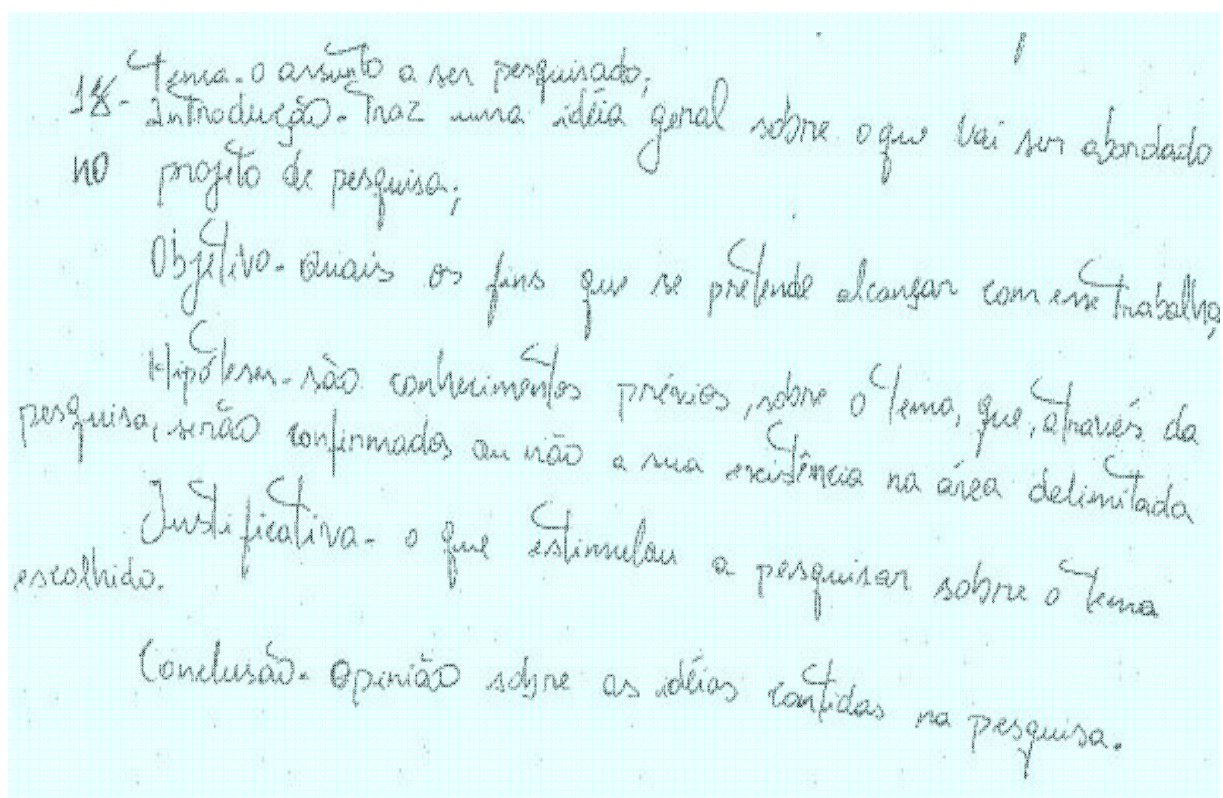 Tema- o assunto a ser pesquisado;
18- Introdução- Traz uma idéia geral sobre o que vai ser abordado
no projeto de pesquisa;
Objetivo- Quais os fins que se pretende alcançar com esse trabalho;
Hipóteses- são conhecimentos prévios, sobre o tema, que, através da
pesquisa, serão confirmados ou não a sua existência na área delimitada
Justificativa- o que estimulou a pesquisar sobre o tema
escolhido.
Conclusão- Opinião sobre as idéias contidas na pesquisa.